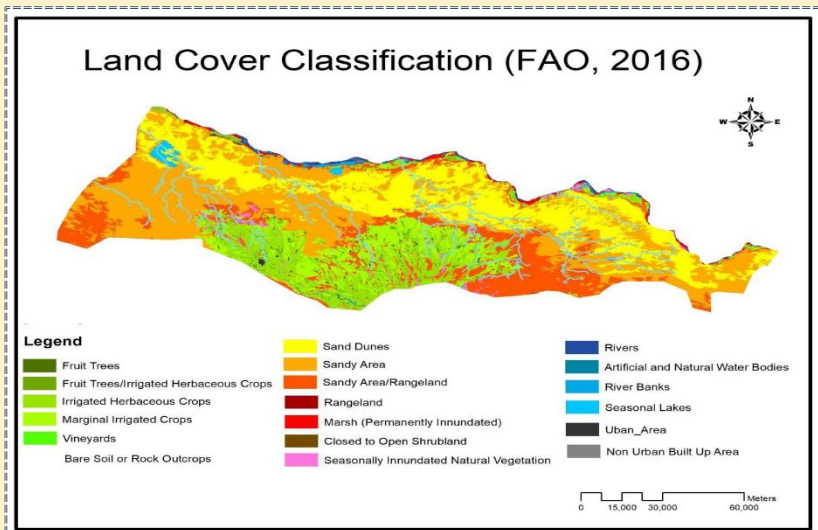 Land Cover Classification (FAO, 2016)
N
W E
S
Legend
Fruit Trees
Fruit Trees/Irrigated Herbaceous Crops
Irrigated Herbaceous Crops
Marginal Irrigated Crops
Vineyards
Bare Soil or Rock Outcrops
Sand Dunes
Sandy Area
Sandy Area/Rangeland
Rangeland
Marsh (Permanently Innundated)
Closed to Open Shrubland
Seasonally Innundated Natural Vegetation
Rivers
Artificial and Natural Water Bodies
River Banks
Seasonal Lakes
Uban_Area
Non Urban Built Up Area
Meters
0 15,000 30,000 60,000